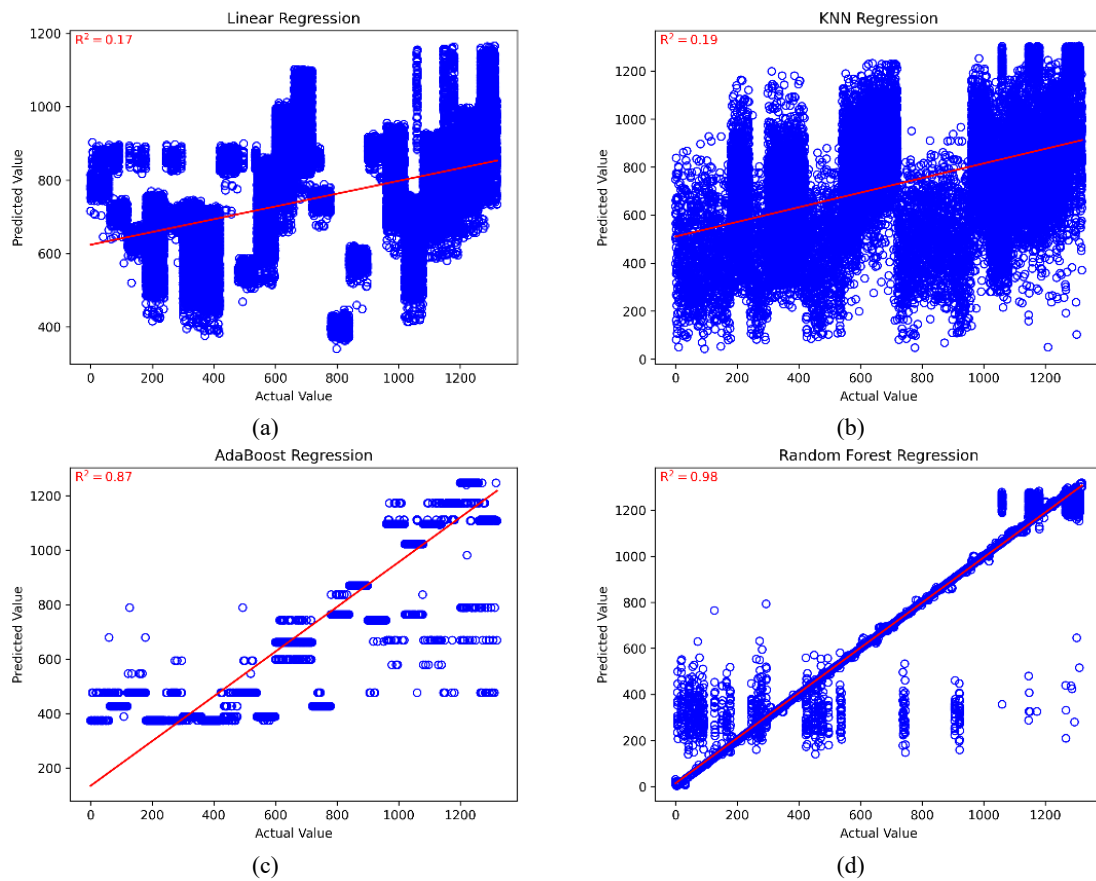 Linear Regression
R² = 0.17
1200
1000
800
600
400
Predicted Value
0 200 400 600 800 1000 1200
Actual Value
(a)
KNN Regression
R² = 0.19
1200
1000
800
600
400
200
0
Predicted Value
0 200 400 600 800 1000 1200
Actual Value
(b)
AdaBoost Regression
R² = 0.87
1200
1000
800
600
400
200
Predicted Value
0 200 400 600 800 1000 1200
Actual Value
(c)
Random Forest Regression
R² = 0.98
1200
1000
800
600
400
200
0
Predicted Value
0 200 400 600 800 1000 1200
Actual Value
(d)